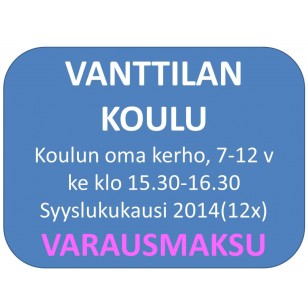 VANTTILAN
KOULU
Koulun oma kerho, 7-12 v
ke klo 15.30-16.30
Syyslukukausi 2014(12x)
VARAUSMAKSU